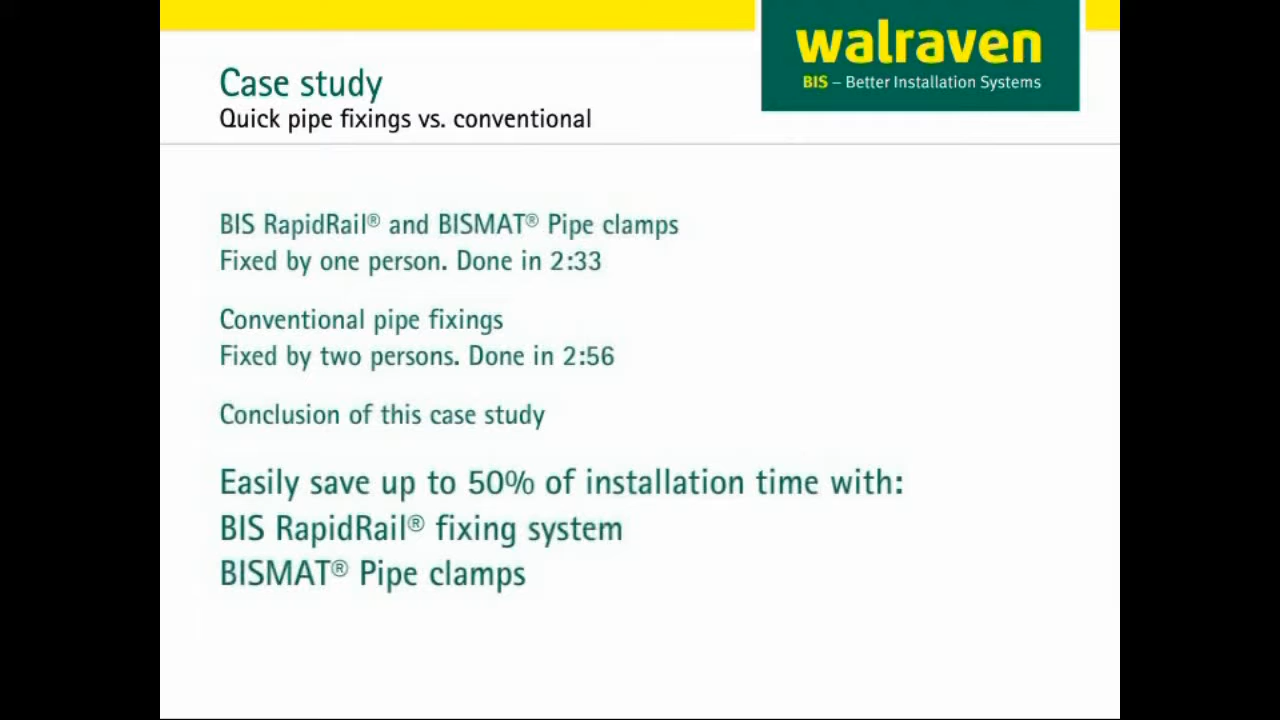 walraven
BIS – Better Installation Systems
Case study
Quick pipe fixings vs. conventional
BIS RapidRail® and BISMAT® Pipe clamps
Fixed by one person. Done in 2:33
Conventional pipe fixings
Fixed by two persons. Done in 2:56
Conclusion of this case study
Easily save up to 50% of installation time with:
BIS RapidRail® fixing system
BISMAT® Pipe clamps